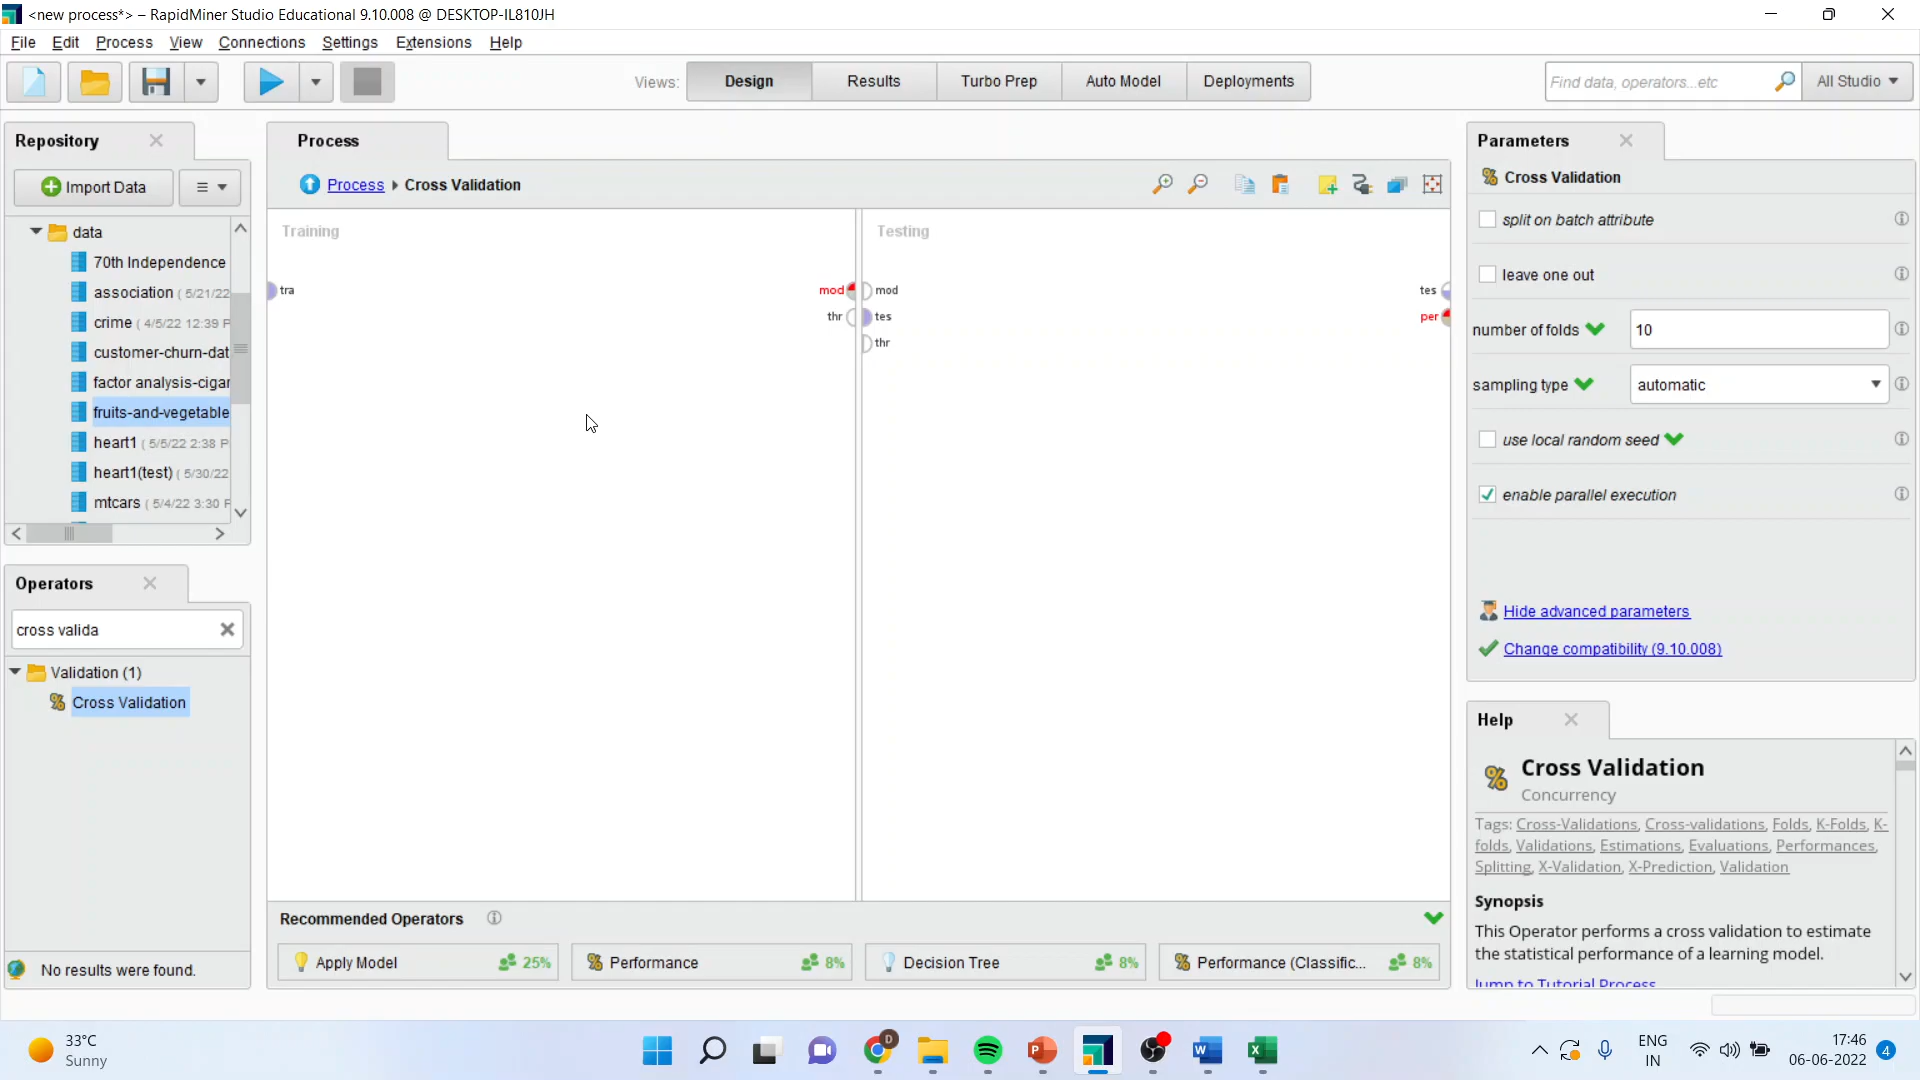 <new process*> – RapidMiner Studio Educational 9.10.008 @ DESKTOP-IL810JH
File Edit Process View Connections Settings Extensions Help
Views: Design Results Turbo Prep Auto Model Deployments
Find data, operators...etc All Studio
Repository
Import Data
data
70th Independence
association ( 5/21/22
crime ( 4/5/22 12:39 P
customer-churn-dat
factor analysis-cigar
fruits-and-vegetable
heart1 ( 5/5/22 2:38 P
heart1(test) ( 5/30/22
mtcars ( 5/4/22 3:30 P
Operators
cross valida
Validation (1)
Cross Validation
No results were found.
Process
Process Cross Validation
Training
tra
mod
thr
Testing
mod
tes
thr
tes
per
Recommended Operators
Apply Model 25%
Performance 8%
Decision Tree 8%
Performance (Classific... 8%
Parameters
Cross Validation
split on batch attribute
leave one out
number of folds 10
sampling type automatic
use local random seed
enable parallel execution
Hide advanced parameters
Change compatibility (9.10.008)
Help
Cross Validation
Concurrency
Tags: Cross-Validations, Cross-validations, Folds, K-Folds, K-
folds, Validations, Estimations, Evaluations, Performances,
Splitting, X-Validation, X-Prediction, Validation
Synopsis
This Operator performs a cross validation to estimate
the statistical performance of a learning model.
Jump to Tutorial Process
33°C
Sunny
D
ENG
IN
17:46
06-06-2022
4